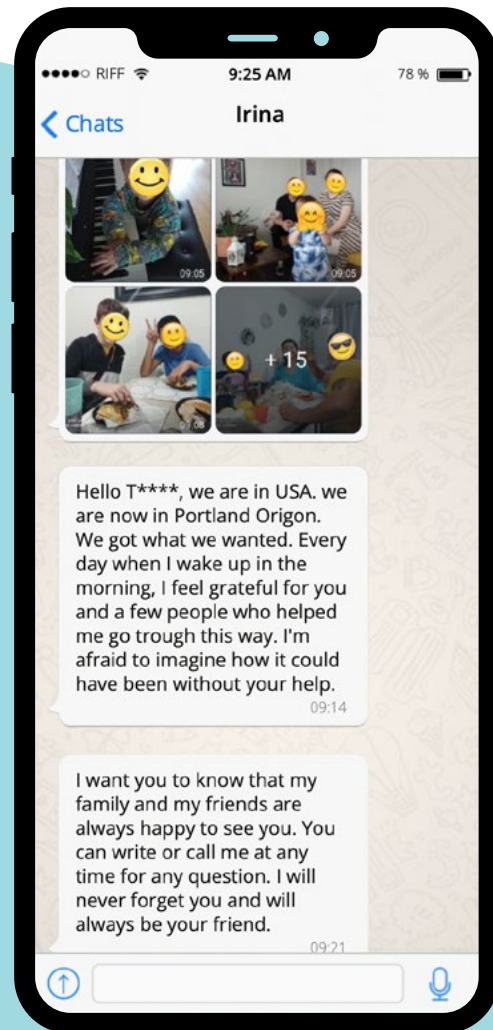 RIFF
9:25 AM
78 %
Chats
Irina
09:05
09:05
09:08
+ 15
Hello T****, we are in USA. we
are now in Portland Origon.
We got what we wanted. Every
day when I wake up in the
morning, I feel grateful for you
and a few people who helped
me go trough this way. I'm
afraid to imagine how it could
have been without your help.
09:14
I want you to know that my
family and my friends are
always happy to see you. You
can write or call me at any
time for any question. I will
never forget you and will
always be your friend.
09:21